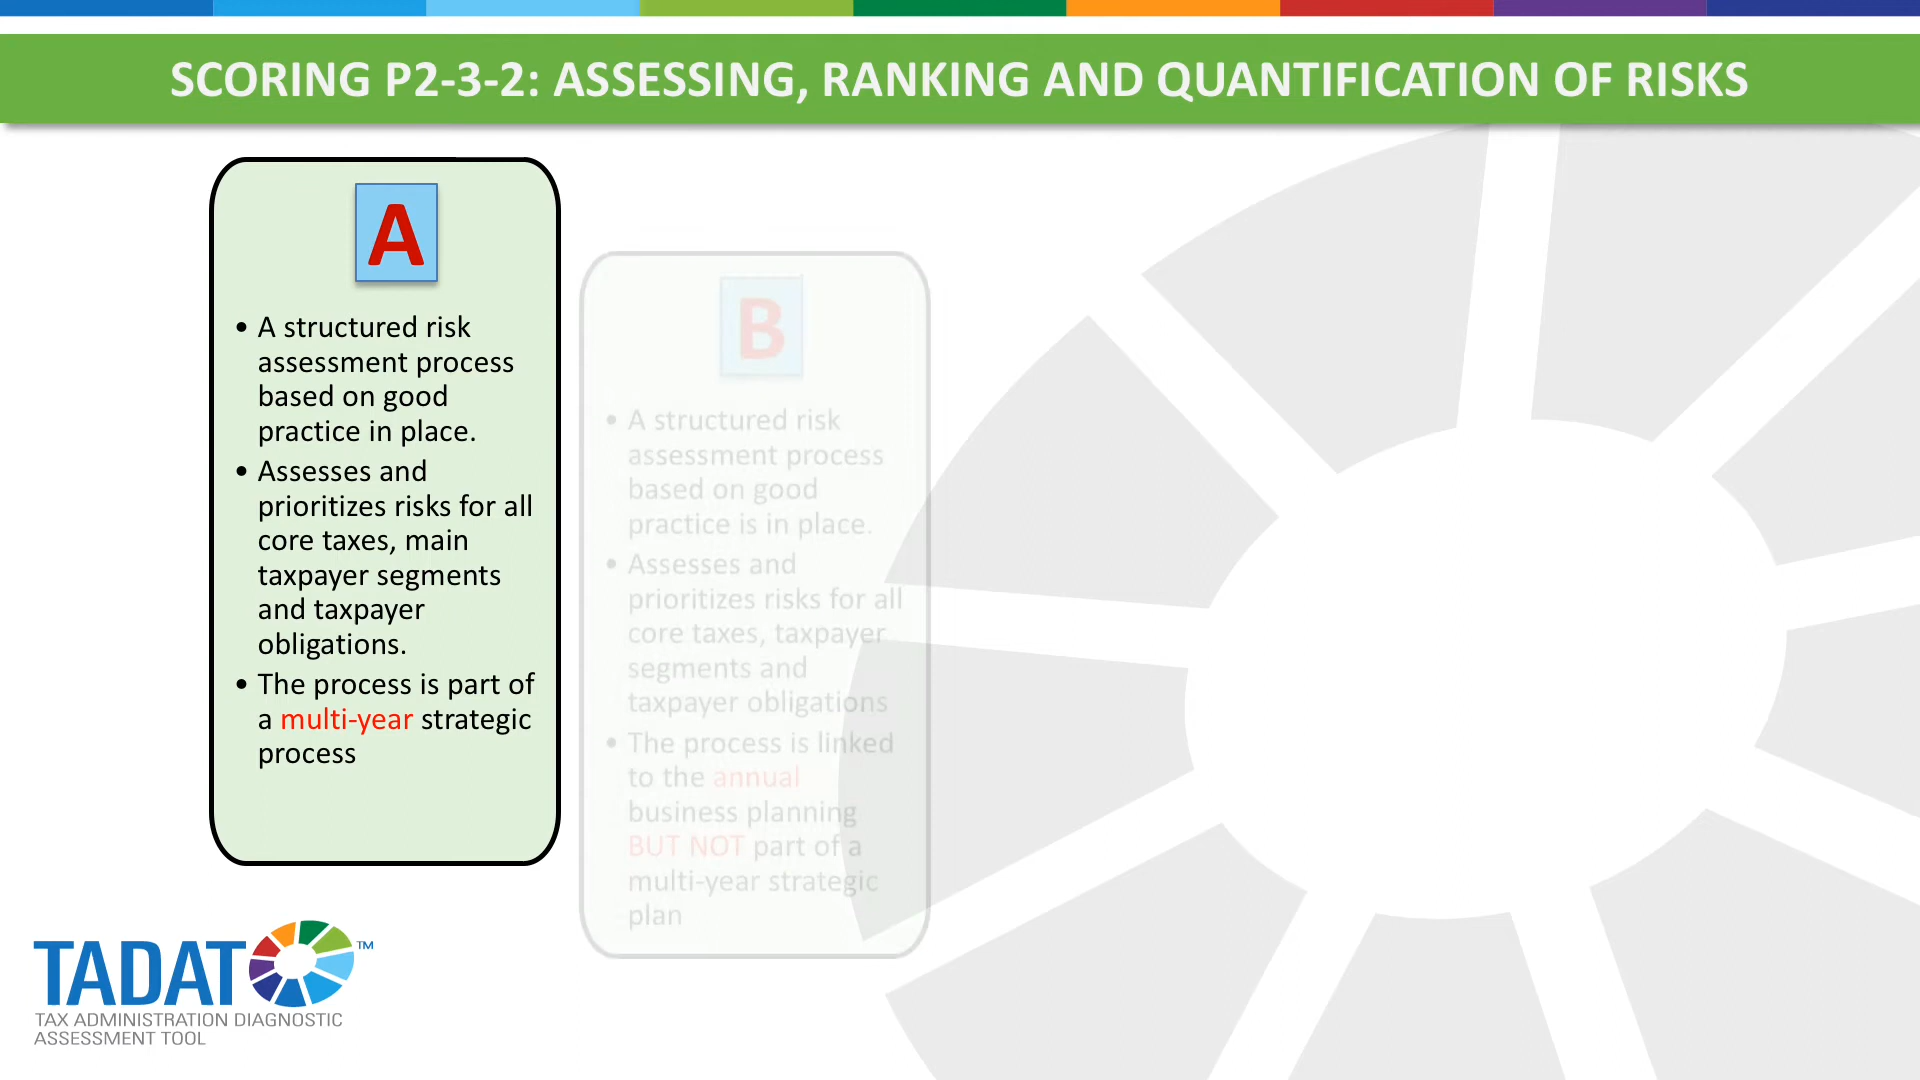 SCORING P2-3-2: ASSESSING, RANKING AND QUANTIFICATION OF RISKS
A
• A structured risk
assessment process
based on good
practice in place.
• Assesses and
prioritizes risks for all
core taxes, main
taxpayer segments
and taxpayer
obligations.
• The process is part of
a multi-year strategic
process
B
• A structured risk
assessment process
based on good
practice is in place.
• Assesses and
prioritizes risks for all
core taxes, taxpayer
segments and
taxpayer obligations
• The process is linked
to the annual
business planning
BUT NOT part of a
multi-year strategic
plan
TADAT™
TAX ADMINISTRATION DIAGNOSTIC
ASSESSMENT TOOL